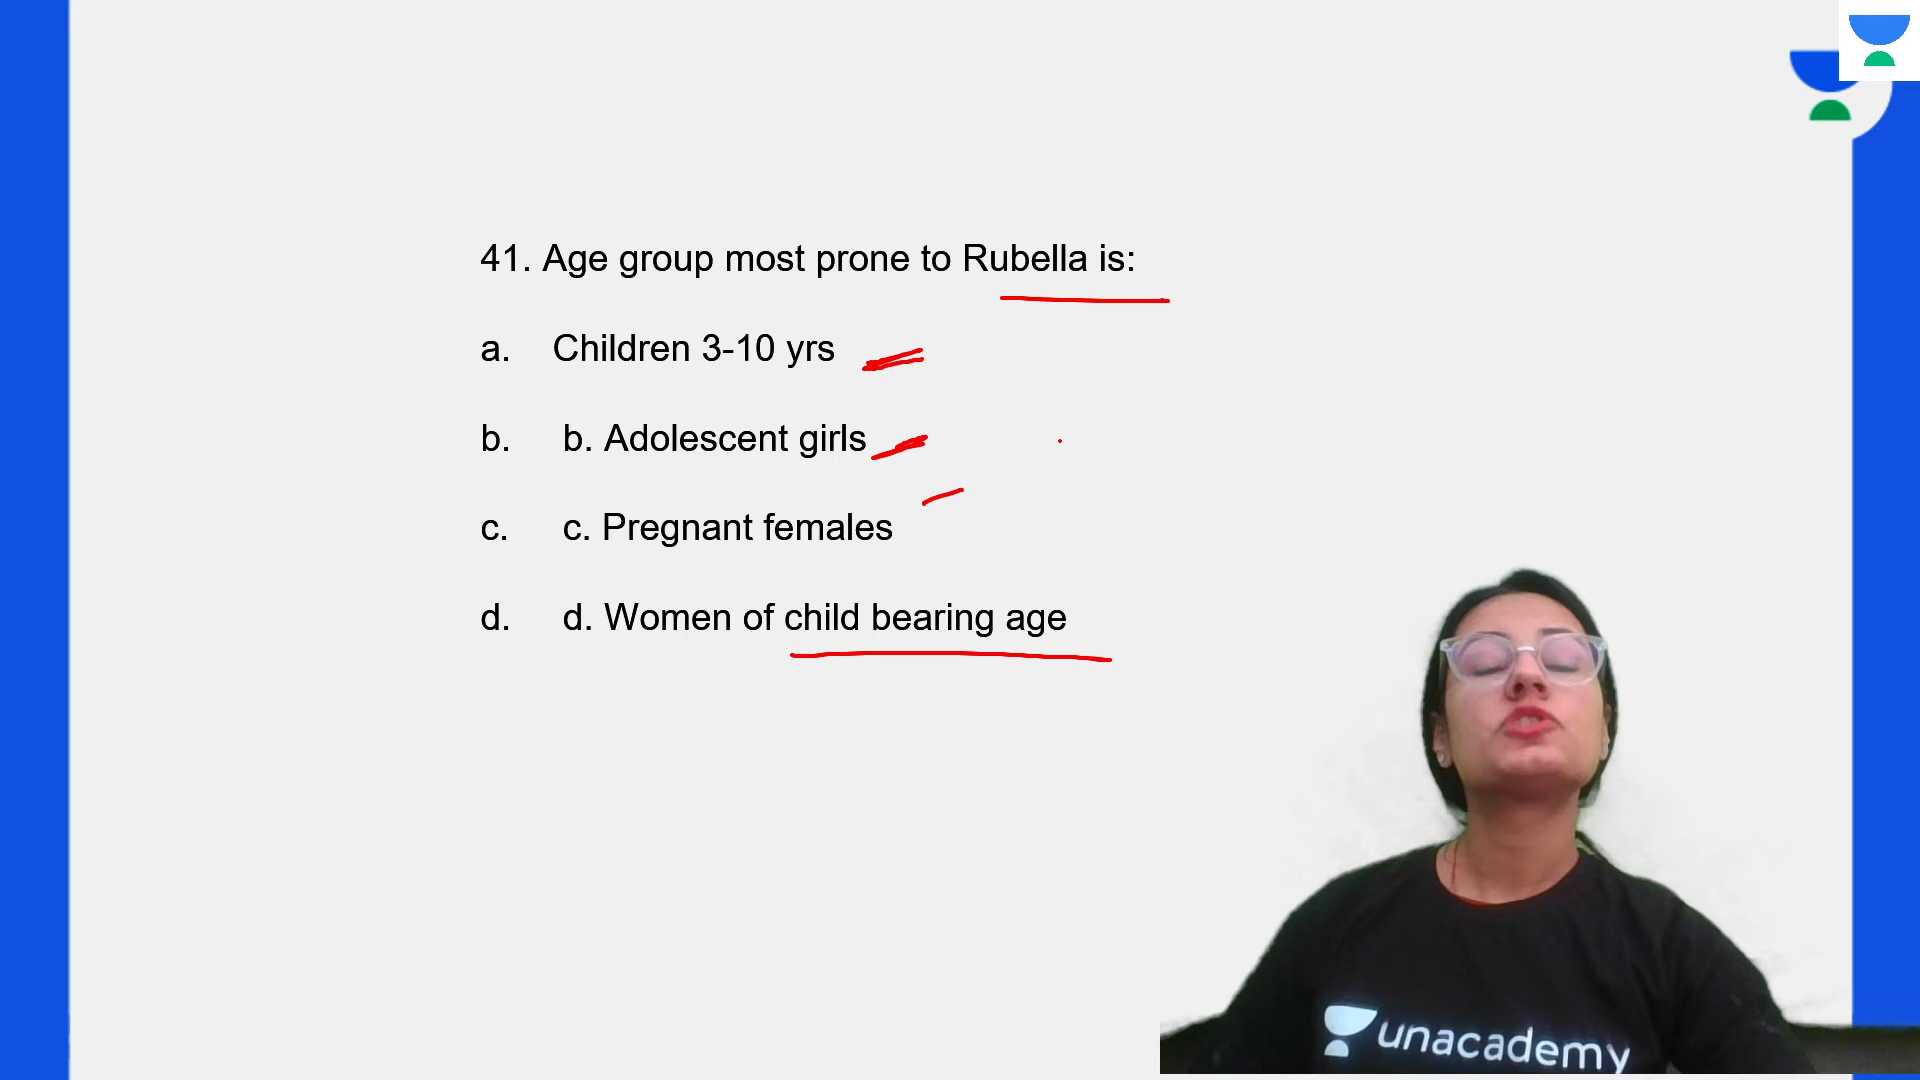 41. Age group most prone to Rubella is:
a. Children 3-10 yrs
b. b. Adolescent girls
c. c. Pregnant females
d. d. Women of child bearing age
unacademy